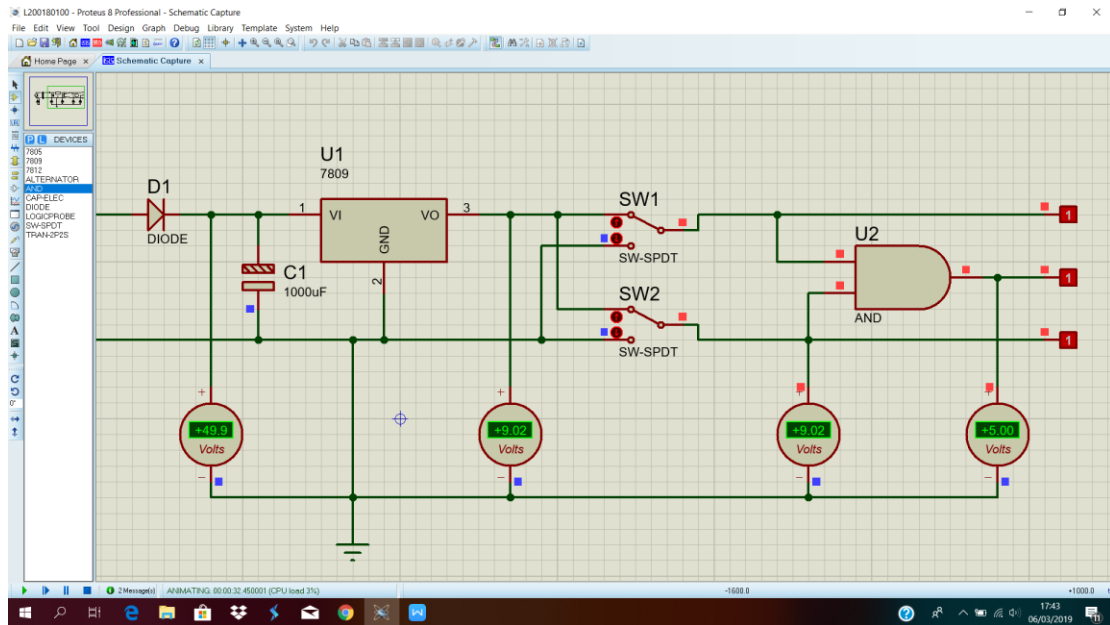 L200180100 - Proteus 8 Professional - Schematic Capture
File Edit View Tool Design Graph Debug Library Template System Help
Home Page × Schematic Capture ×
P L DEVICES
7805
7809
7812
ALTERNATOR
AND
CAP-ELEC
DIODE
LOGICPROBE
SW-SPDT
TRAN-2P2S
D1
DIODE
C1
1000uF
U1
7809
1 VI VO 3
GND
2
SW1
SW-SPDT
SW2
SW-SPDT
U2
AND
1
1
1
+49.9
Volts
+9.02
Volts
+9.02
Volts
+5.00
Volts
2 Message(s) ANIMATING: 00:00:32.450001 (CPU load 3%) -1600.0 +1000.0
17:43
06/03/2019